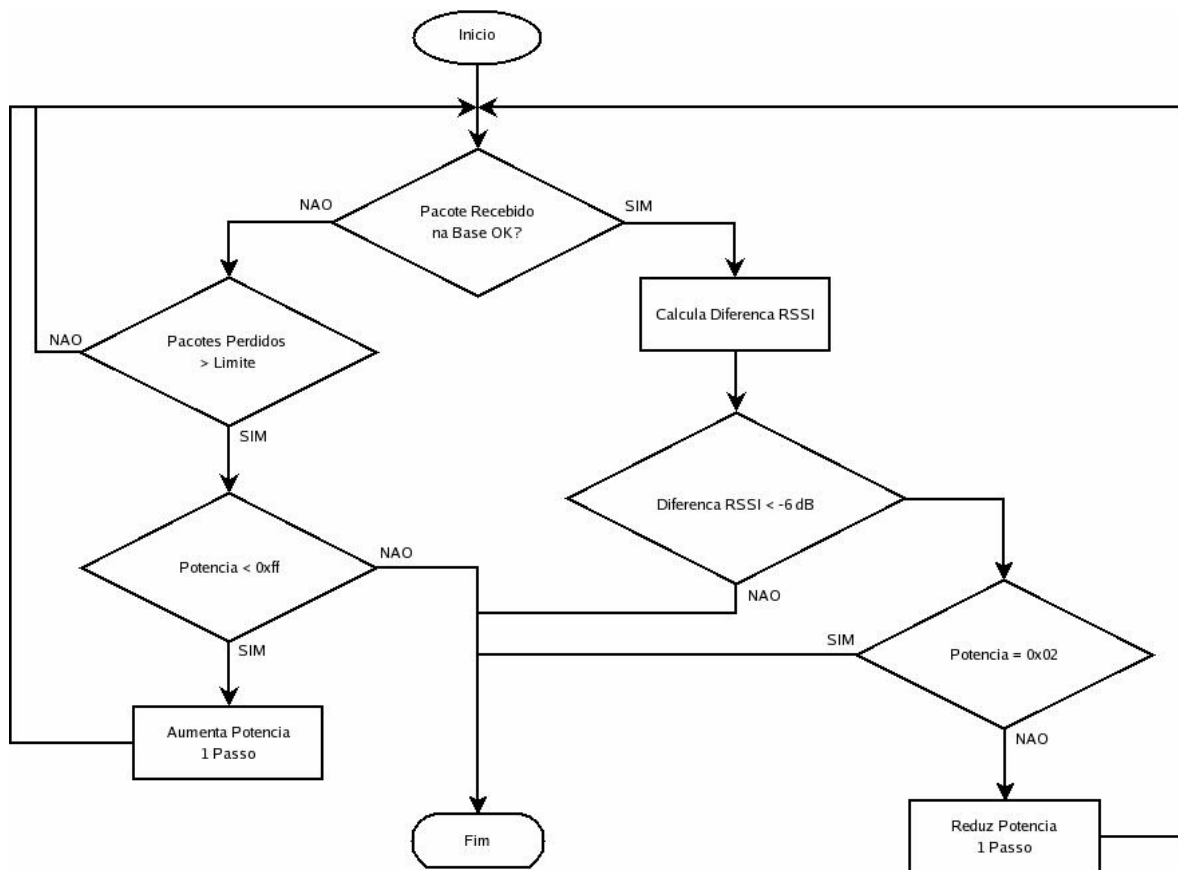 Inicio
NAO
SIM
Pacote Recebido
na Base OK?
Calcula Diferenca RSSI
NAO
Pacotes Perdidos
> Limite
SIM
Diferenca RSSI < -6 dB
NAO
Potencia < 0xff
NAO
SIM
SIM
Potencia = 0x02
NAO
Aumenta Potencia
1 Passo
Fim
Reduz Potencia
1 Passo